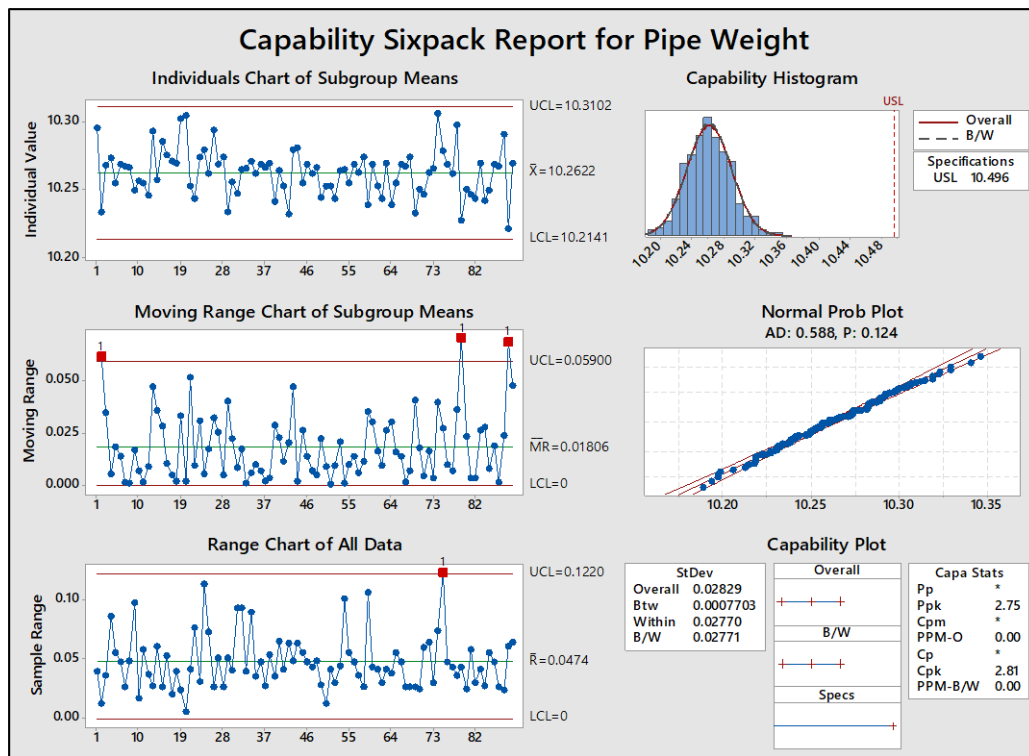 Capability Sixpack Report for Pipe Weight
Individuals Chart of Subgroup Means
Individual Value
10.30
10.25
10.20
1 10 19 28 37 46 55 64 73 82
UCL=10.3102
X̿=10.2622
LCL=10.2141
Capability Histogram
USL
10.20 10.24 10.28 10.32 10.36 10.40 10.44 10.48
Overall
B/W
Specifications
USL 10.496
Moving Range Chart of Subgroup Means
Moving Range
0.050
0.025
0.000
1 1 1
1 10 19 28 37 46 55 64 73 82
UCL=0.05900
M̅R̅=0.01806
LCL=0
Normal Prob Plot
AD: 0.588, P: 0.124
10.20 10.25 10.30 10.35
Range Chart of All Data
Sample Range
0.10
0.05
0.00
1
1 10 19 28 37 46 55 64 73 82
UCL=0.1220
R̅=0.0474
LCL=0
Capability Plot
StDev
Overall 0.02829
Btw 0.0007703
Within 0.02770
B/W 0.02771
Overall
B/W
Specs
Capa Stats
Pp *
Ppk 2.75
Cpm *
PPM-O 0.00
Cp *
Cpk 2.81
PPM-B/W 0.00